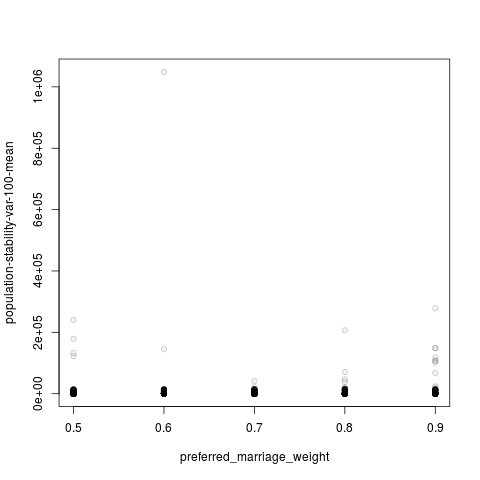 1e+06
8e+05
6e+05
4e+05
2e+05
0e+00
population-stability-var-100-mean
0.5 0.6 0.7 0.8 0.9
preferred_marriage_weight